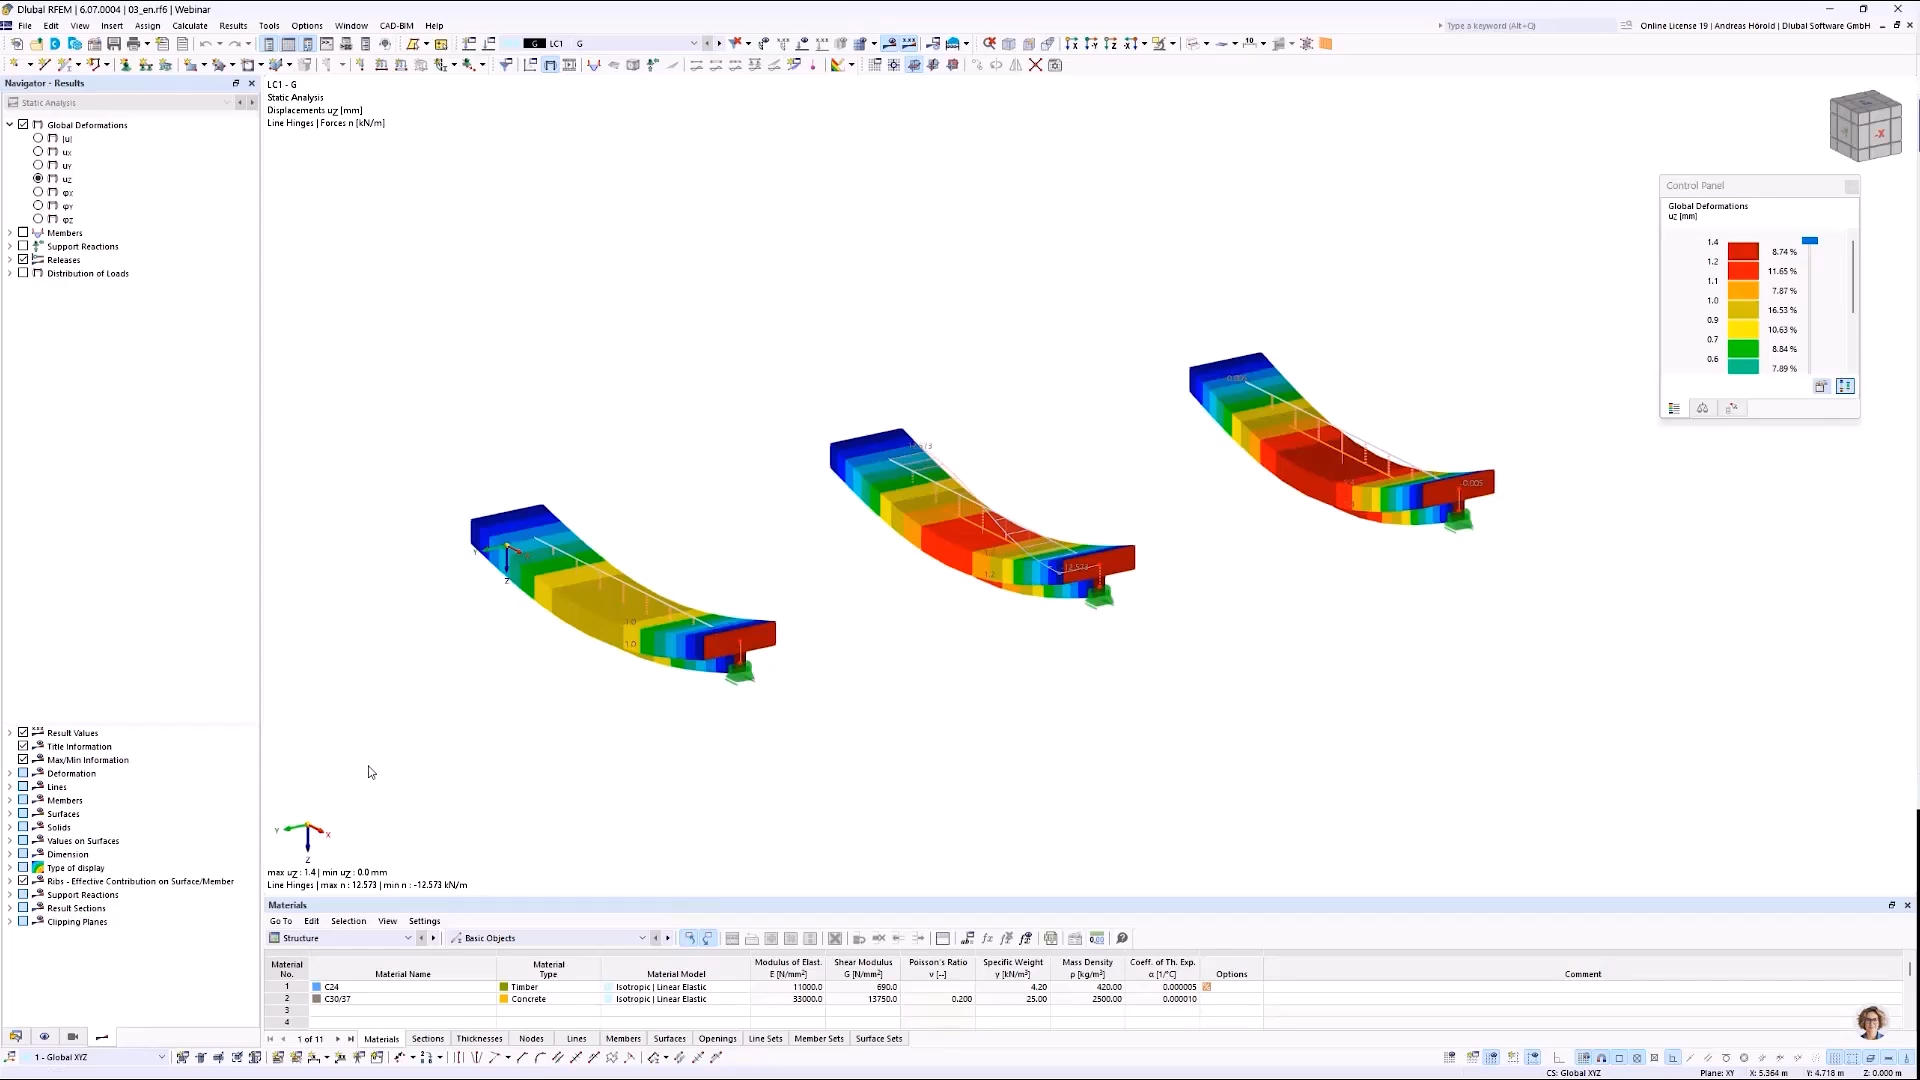 Dlubal RFEM | 6.07.0004 | 03_en.rf6 | Webinar
File Edit View Insert Assign Calculate Results Tools Options Window CAD-BIM Help
Type a keyword (Alt+Q)
Online License 19 | Andreas Hörold | Dlubal Software GmbH
G LC1 G
Navigator - Results
Static Analysis
Global Deformations
|u|
uX
uY
uZ
φX
φY
φZ
Members
Support Reactions
Releases
Distribution of Loads
Result Values
Title Information
Max/Min Information
Deformation
Lines
Members
Surfaces
Solids
Values on Surfaces
Dimension
Type of display
Ribs - Effective Contribution on Surface/Member
Support Reactions
Result Sections
Clipping Planes
1 - Global XYZ
LC1 - G
Static Analysis
Displacements uZ [mm]
Line Hinges | Forces n [kN/m]
-X
Control Panel
Global Deformations
uZ [mm]
1.4
8.74 %
1.2
11.65 %
1.1
7.87 %
1.0
16.53 %
0.9
10.63 %
0.7
8.84 %
0.6
7.89 %
-0.005
1.2
1.0
1.0
Z
Y X
Z
max uZ : 1.4 | min uZ : 0.0 mm
Line Hinges | max n : 12.573 | min n : -12.573 kN/m
Materials
Go To Edit Selection View Settings
Structure Basic Objects
Material No. Material Name Material Type Material Model Modulus of Elast. E [N/mm²] Shear Modulus G [N/mm²] Poisson's Ratio ν [--] Specific Weight γ [kN/m³] Mass Density ρ [kg/m³] Coeff. of Th. Exp. α [1/°C] Options Comment
1 C24 Timber Isotropic | Linear Elastic 11000.0 690.0 4.20 420.00 0.000005
2 C30/37 Concrete Isotropic | Linear Elastic 33000.0 13750.0 0.200 25.00 2500.00 0.000010
3
4
1 of 11 Materials Sections Thicknesses Nodes Lines Members Surfaces Openings Line Sets Member Sets Surface Sets
CS: Global XYZ Plane: XY X: 5.364 m Y: 4.718 m Z: 0.000 m